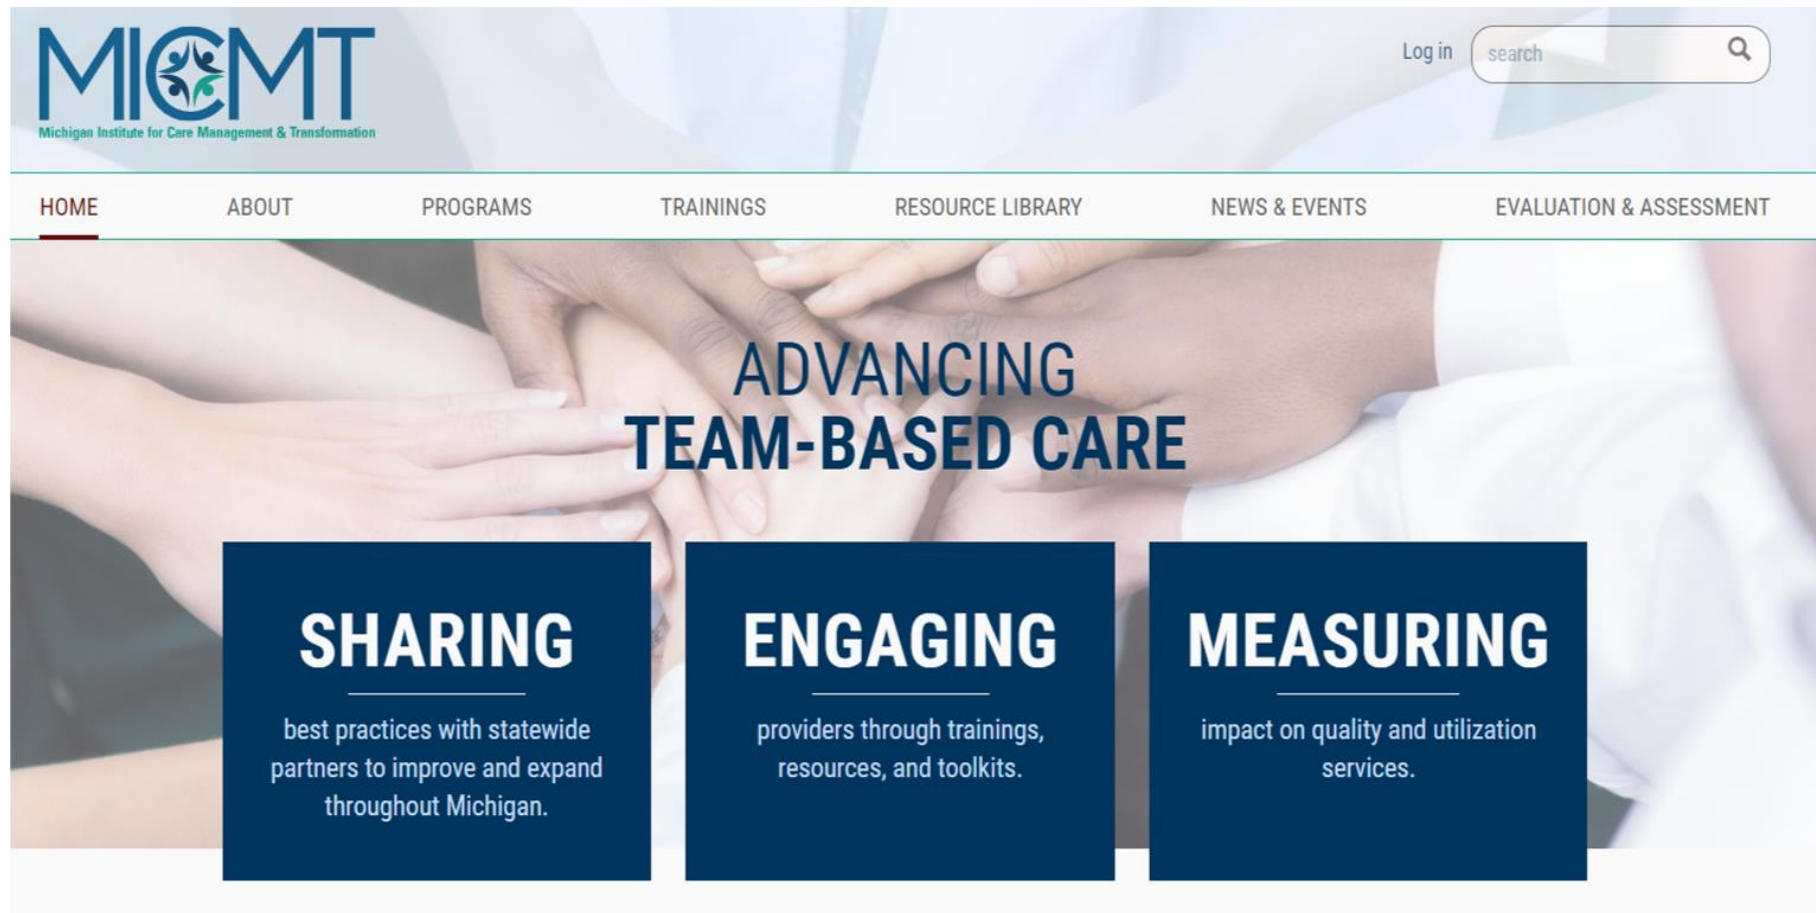 MICMT
Michigan Institute for Care Management & Transformation
Log in
search
HOME
ABOUT
PROGRAMS
TRAININGS
RESOURCE LIBRARY
NEWS & EVENTS
EVALUATION & ASSESSMENT
ADVANCING
TEAM-BASED CARE
SHARING
best practices with statewide
partners to improve and expand
throughout Michigan.
ENGAGING
providers through trainings,
resources, and toolkits.
MEASURING
impact on quality and utilization
services.